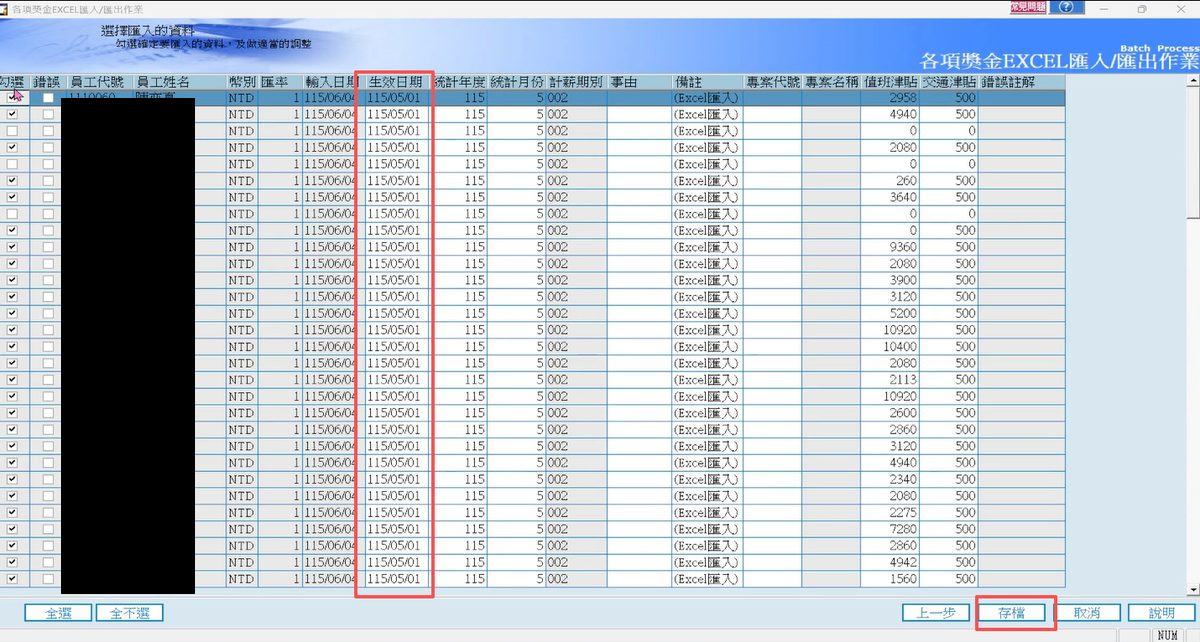 各項獎金EXCEL匯入/匯出作業 常見問題 ?
選擇匯入的資料
勾選確定要匯入的資料，及做適當的調整
Batch Process
各項獎金EXCEL匯入/匯出作業
勾選 錯誤 員工代號 員工姓名 幣別 匯率 輸入日期 生效日期 統計年度 統計月份 計薪期別 事由 備註 專案代號 專案名稱 值班津貼 交通津貼 錯誤註解
NTD 1 115/06/04 115/05/01 115 5 002 (Excel匯入) 2958 500
NTD 1 115/06/04 115/05/01 115 5 002 (Excel匯入) 4940 500
NTD 1 115/06/04 115/05/01 115 5 002 (Excel匯入) 0 0
NTD 1 115/06/04 115/05/01 115 5 002 (Excel匯入) 2080 500
NTD 1 115/06/04 115/05/01 115 5 002 (Excel匯入) 0 0
NTD 1 115/06/04 115/05/01 115 5 002 (Excel匯入) 260 500
NTD 1 115/06/04 115/05/01 115 5 002 (Excel匯入) 3640 500
NTD 1 115/06/04 115/05/01 115 5 002 (Excel匯入) 0 0
NTD 1 115/06/04 115/05/01 115 5 002 (Excel匯入) 0 500
NTD 1 115/06/04 115/05/01 115 5 002 (Excel匯入) 9360 500
NTD 1 115/06/04 115/05/01 115 5 002 (Excel匯入) 2080 500
NTD 1 115/06/04 115/05/01 115 5 002 (Excel匯入) 3900 500
NTD 1 115/06/04 115/05/01 115 5 002 (Excel匯入) 3120 500
NTD 1 115/06/04 115/05/01 115 5 002 (Excel匯入) 5200 500
NTD 1 115/06/04 115/05/01 115 5 002 (Excel匯入) 10920 500
NTD 1 115/06/04 115/05/01 115 5 002 (Excel匯入) 10400 500
NTD 1 115/06/04 115/05/01 115 5 002 (Excel匯入) 2080 500
NTD 1 115/06/04 115/05/01 115 5 002 (Excel匯入) 2113 500
NTD 1 115/06/04 115/05/01 115 5 002 (Excel匯入) 10920 500
NTD 1 115/06/04 115/05/01 115 5 002 (Excel匯入) 2600 500
NTD 1 115/06/04 115/05/01 115 5 002 (Excel匯入) 2860 500
NTD 1 115/06/04 115/05/01 115 5 002 (Excel匯入) 3120 500
NTD 1 115/06/04 115/05/01 115 5 002 (Excel匯入) 4940 500
NTD 1 115/06/04 115/05/01 115 5 002 (Excel匯入) 2340 500
NTD 1 115/06/04 115/05/01 115 5 002 (Excel匯入) 2080 500
NTD 1 115/06/04 115/05/01 115 5 002 (Excel匯入) 2275 500
NTD 1 115/06/04 115/05/01 115 5 002 (Excel匯入) 7280 500
NTD 1 115/06/04 115/05/01 115 5 002 (Excel匯入) 2860 500
NTD 1 115/06/04 115/05/01 115 5 002 (Excel匯入) 4942 500
NTD 1 115/06/04 115/05/01 115 5 002 (Excel匯入) 1560 500
全選 全不選 上一步 存檔 取消 說明
NUM